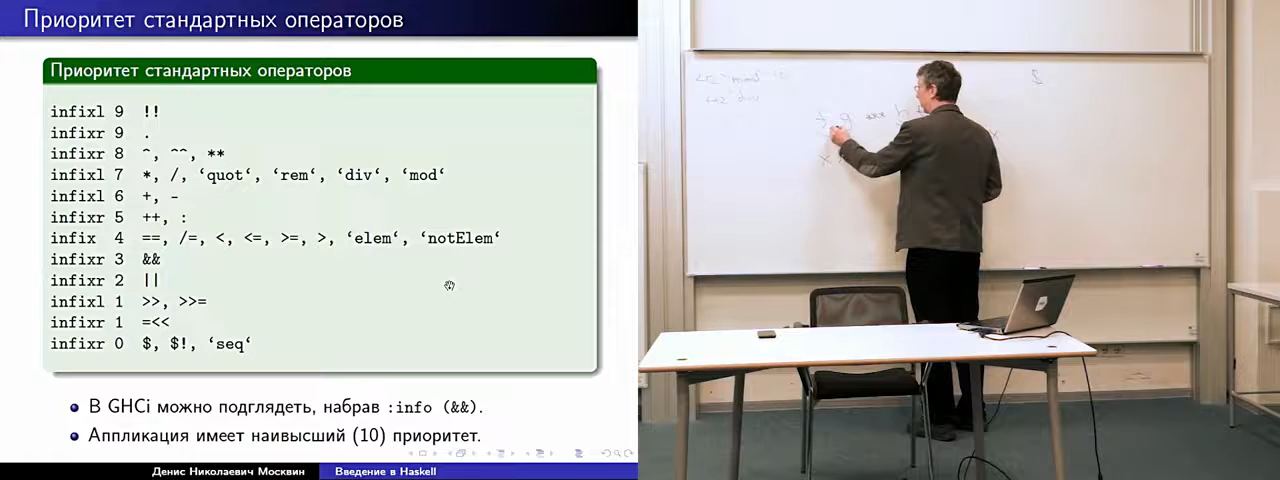 Приоритет стандартных операторов
Приоритет стандартных операторов
infixl 9 !!
infixr 9 .
infixr 8 ^, ^^, **
infixl 7 *, /, ‘quot‘, ‘rem‘, ‘div‘, ‘mod‘
infixl 6 +, -
infixr 5 ++, :
infix 4 ==, /=, <, <=, >=, >, ‘elem‘, ‘notElem‘
infixr 3 &&
infixr 2 ||
infixl 1 >>, >>=
infixr 1 =<<
infixr 0 $, $!, ‘seq‘
В GHCi можно подглядеть, набрав :info (&&).
Аппликация имеет наивысший (10) приоритет.
Денис Николаевич Москвин Введение в Haskell